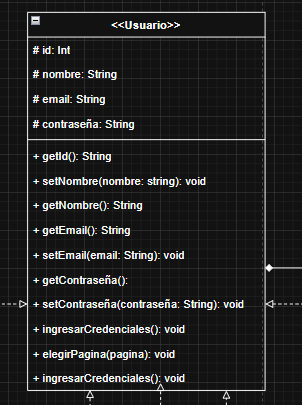 <<Usuario>>
# id: Int
# nombre: String
# email: String
# contraseña: String
+ getId(): String
+ setNombre(nombre: string): void
+ getNombre(): String
+ getEmail(): String
+ setEmail(email: String): void
+ getContraseña():
+ setContraseña(contraseña: String): void
+ ingresarCredenciales(): void
+ elegirPagina(pagina): void
+ ingresarCredenciales(): void